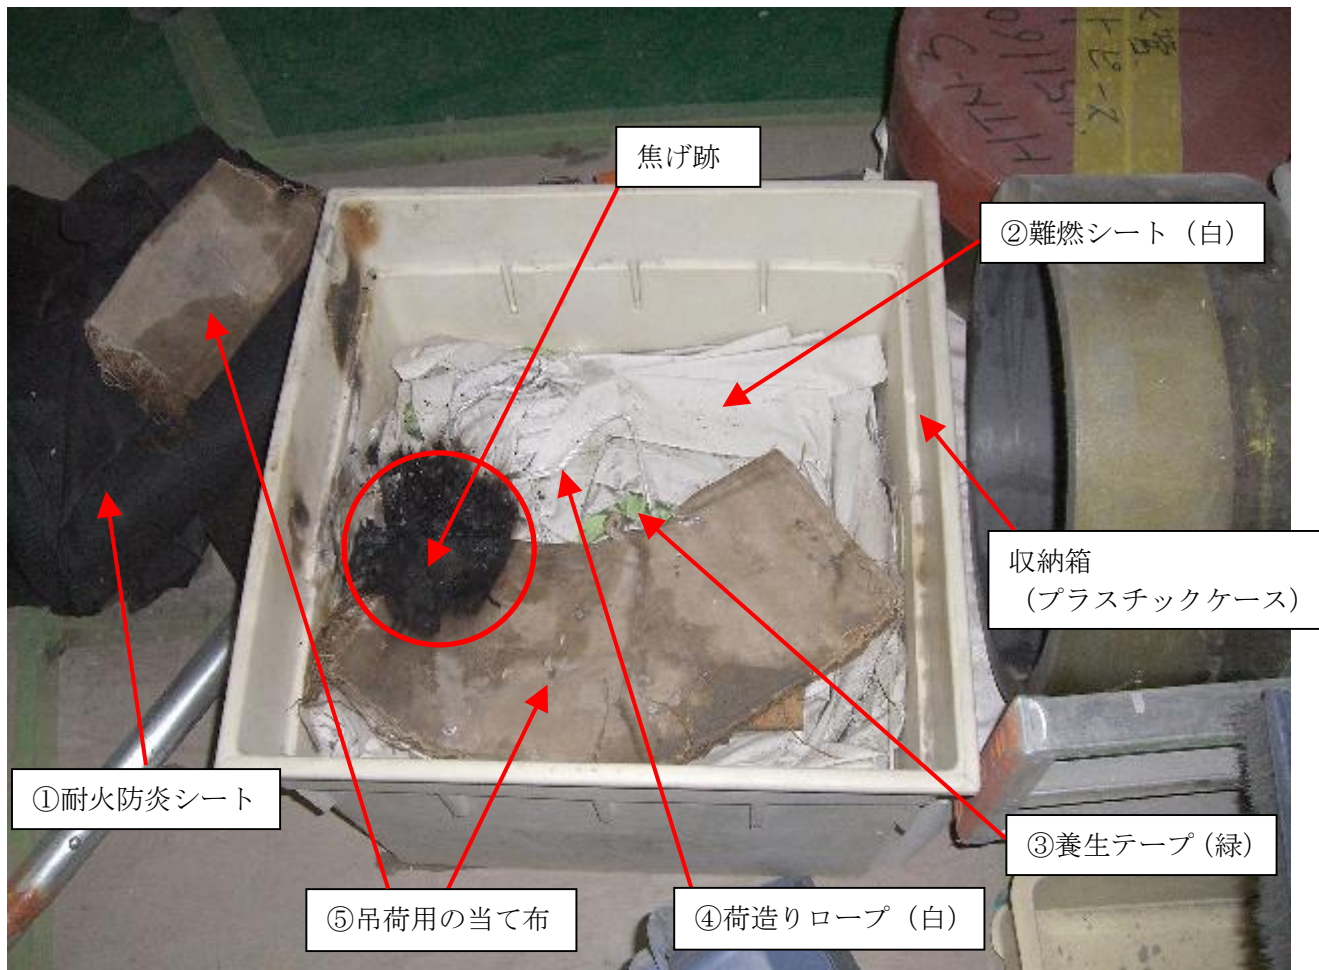 焦げ跡
②難燃シート（白）
収納箱
（プラスチックケース）
①耐火防炎シート
③養生テープ（緑）
⑤吊荷用の当て布
④荷造りロープ（白）